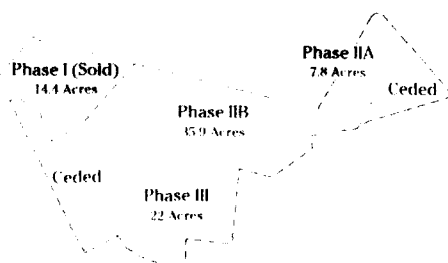 Phase IIA
7.8 Acres
Phase I (Sold)
14.4 Acres
Ceded
Phase IIB
35.9 Acres
Ceded
Phase III
22 Acres